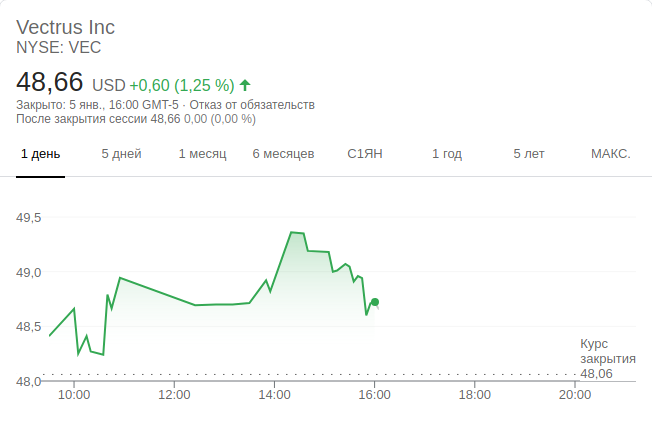 Vectrus Inc
NYSE: VEC
48,66 USD +0,60 (1,25 %)
Закрыто: 5 янв., 16:00 GMT-5 · Отказ от обязательств
После закрытия сессии 48,66 0,00 (0,00 %)
1 день 5 дней 1 месяц 6 месяцев С1ЯН 1 год 5 лет МАКС.
49,5
49,0
48,5
Курс
закрытия
48,06
48,0
10:00 12:00 14:00 16:00 18:00 20:00